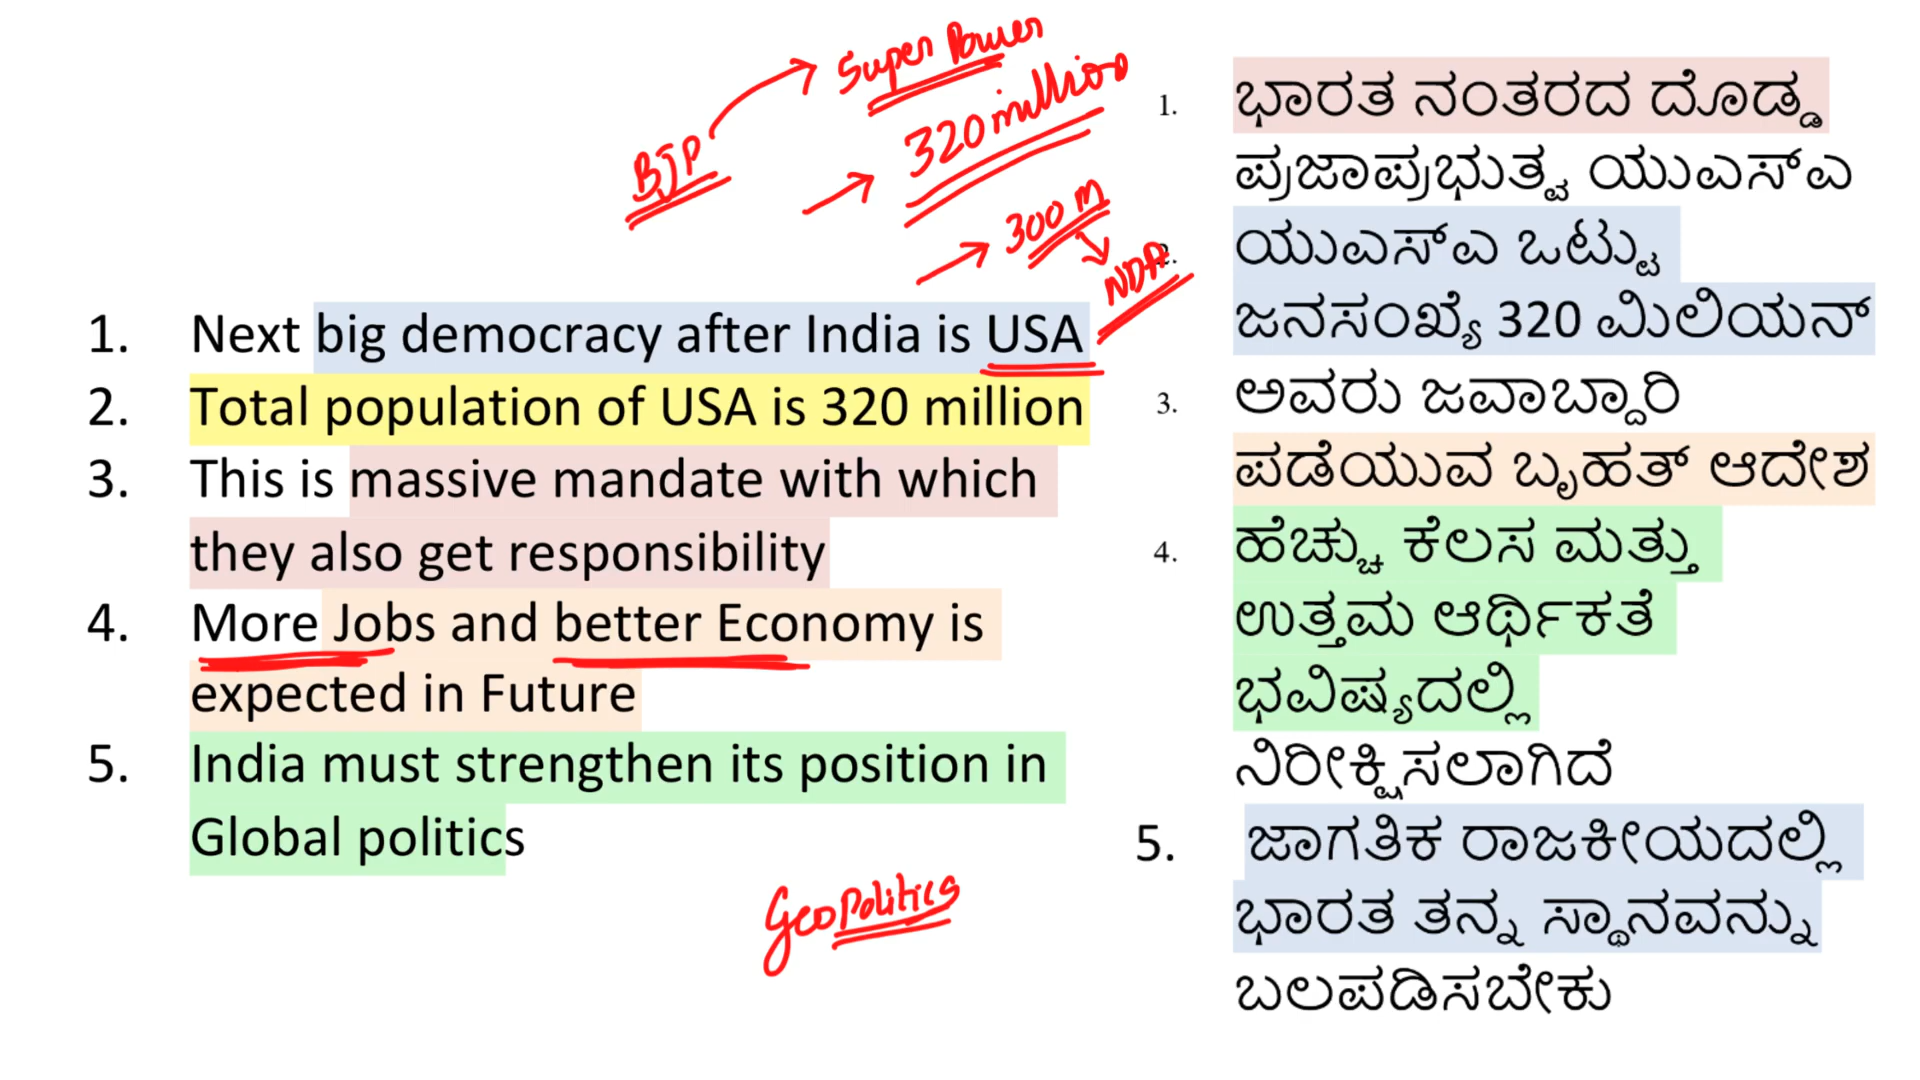 Super Power
320 million
BJP
300 M
NDA
1. Next big democracy after India is USA
2. Total population of USA is 320 million
3. This is massive mandate with which
they also get responsibility
4. More Jobs and better Economy is
expected in Future
5. India must strengthen its position in
Global politics
Geopolitics
1. ಭಾರತ ನಂತರದ ದೊಡ್ಡ
ಪ್ರಜಾಪ್ರಭುತ್ವ ಯುಎಸ್ಎ
2. ಯುಎಸ್ಎ ಒಟ್ಟು
ಜನಸಂಖ್ಯೆ 320 ಮಿಲಿಯನ್
3. ಅವರು ಜವಾಬ್ದಾರಿ
ಪಡೆಯುವ ಬೃಹತ್ ಆದೇಶ
4. ಹೆಚ್ಚು ಕೆಲಸ ಮತ್ತು
ಉತ್ತಮ ಆರ್ಥಿಕತೆ
ಭವಿಷ್ಯದಲ್ಲಿ
ನಿರೀಕ್ಷಿಸಲಾಗಿದೆ
5. ಜಾಗತಿಕ ರಾಜಕೀಯದಲ್ಲಿ
ಭಾರತ ತನ್ನ ಸ್ಥಾನವನ್ನು
ಬಲಪಡಿಸಬೇಕು